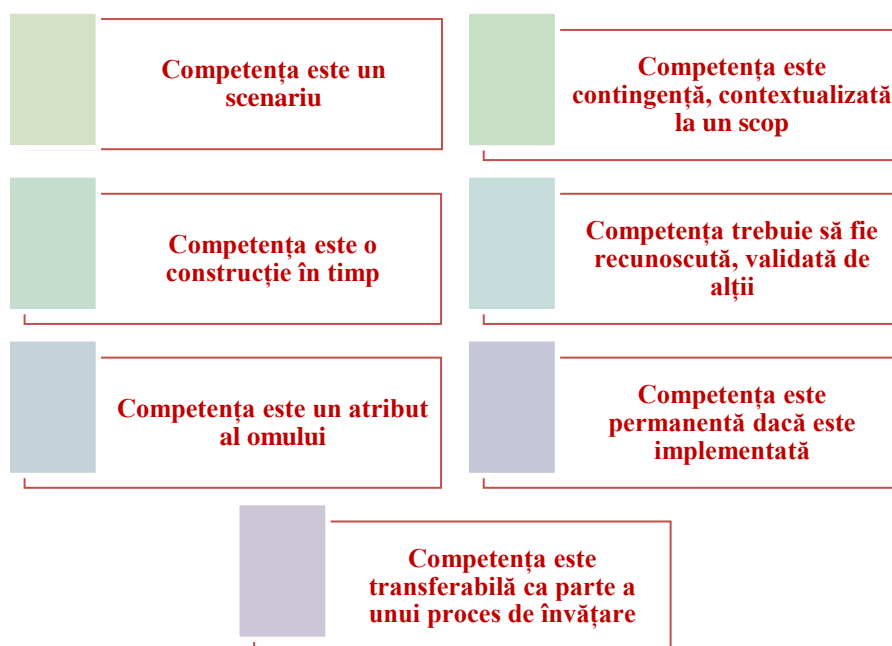 Competența este un
scenariu
Competența este
contingență, contextualizată
la un scop
Competența este o
construcție în timp
Competența trebuie să fie
recunoscută, validată de
alții
Competența este un atribut
al omului
Competența este
permanentă dacă este
implementată
Competența este
transferabilă ca parte a
unui proces de învățare